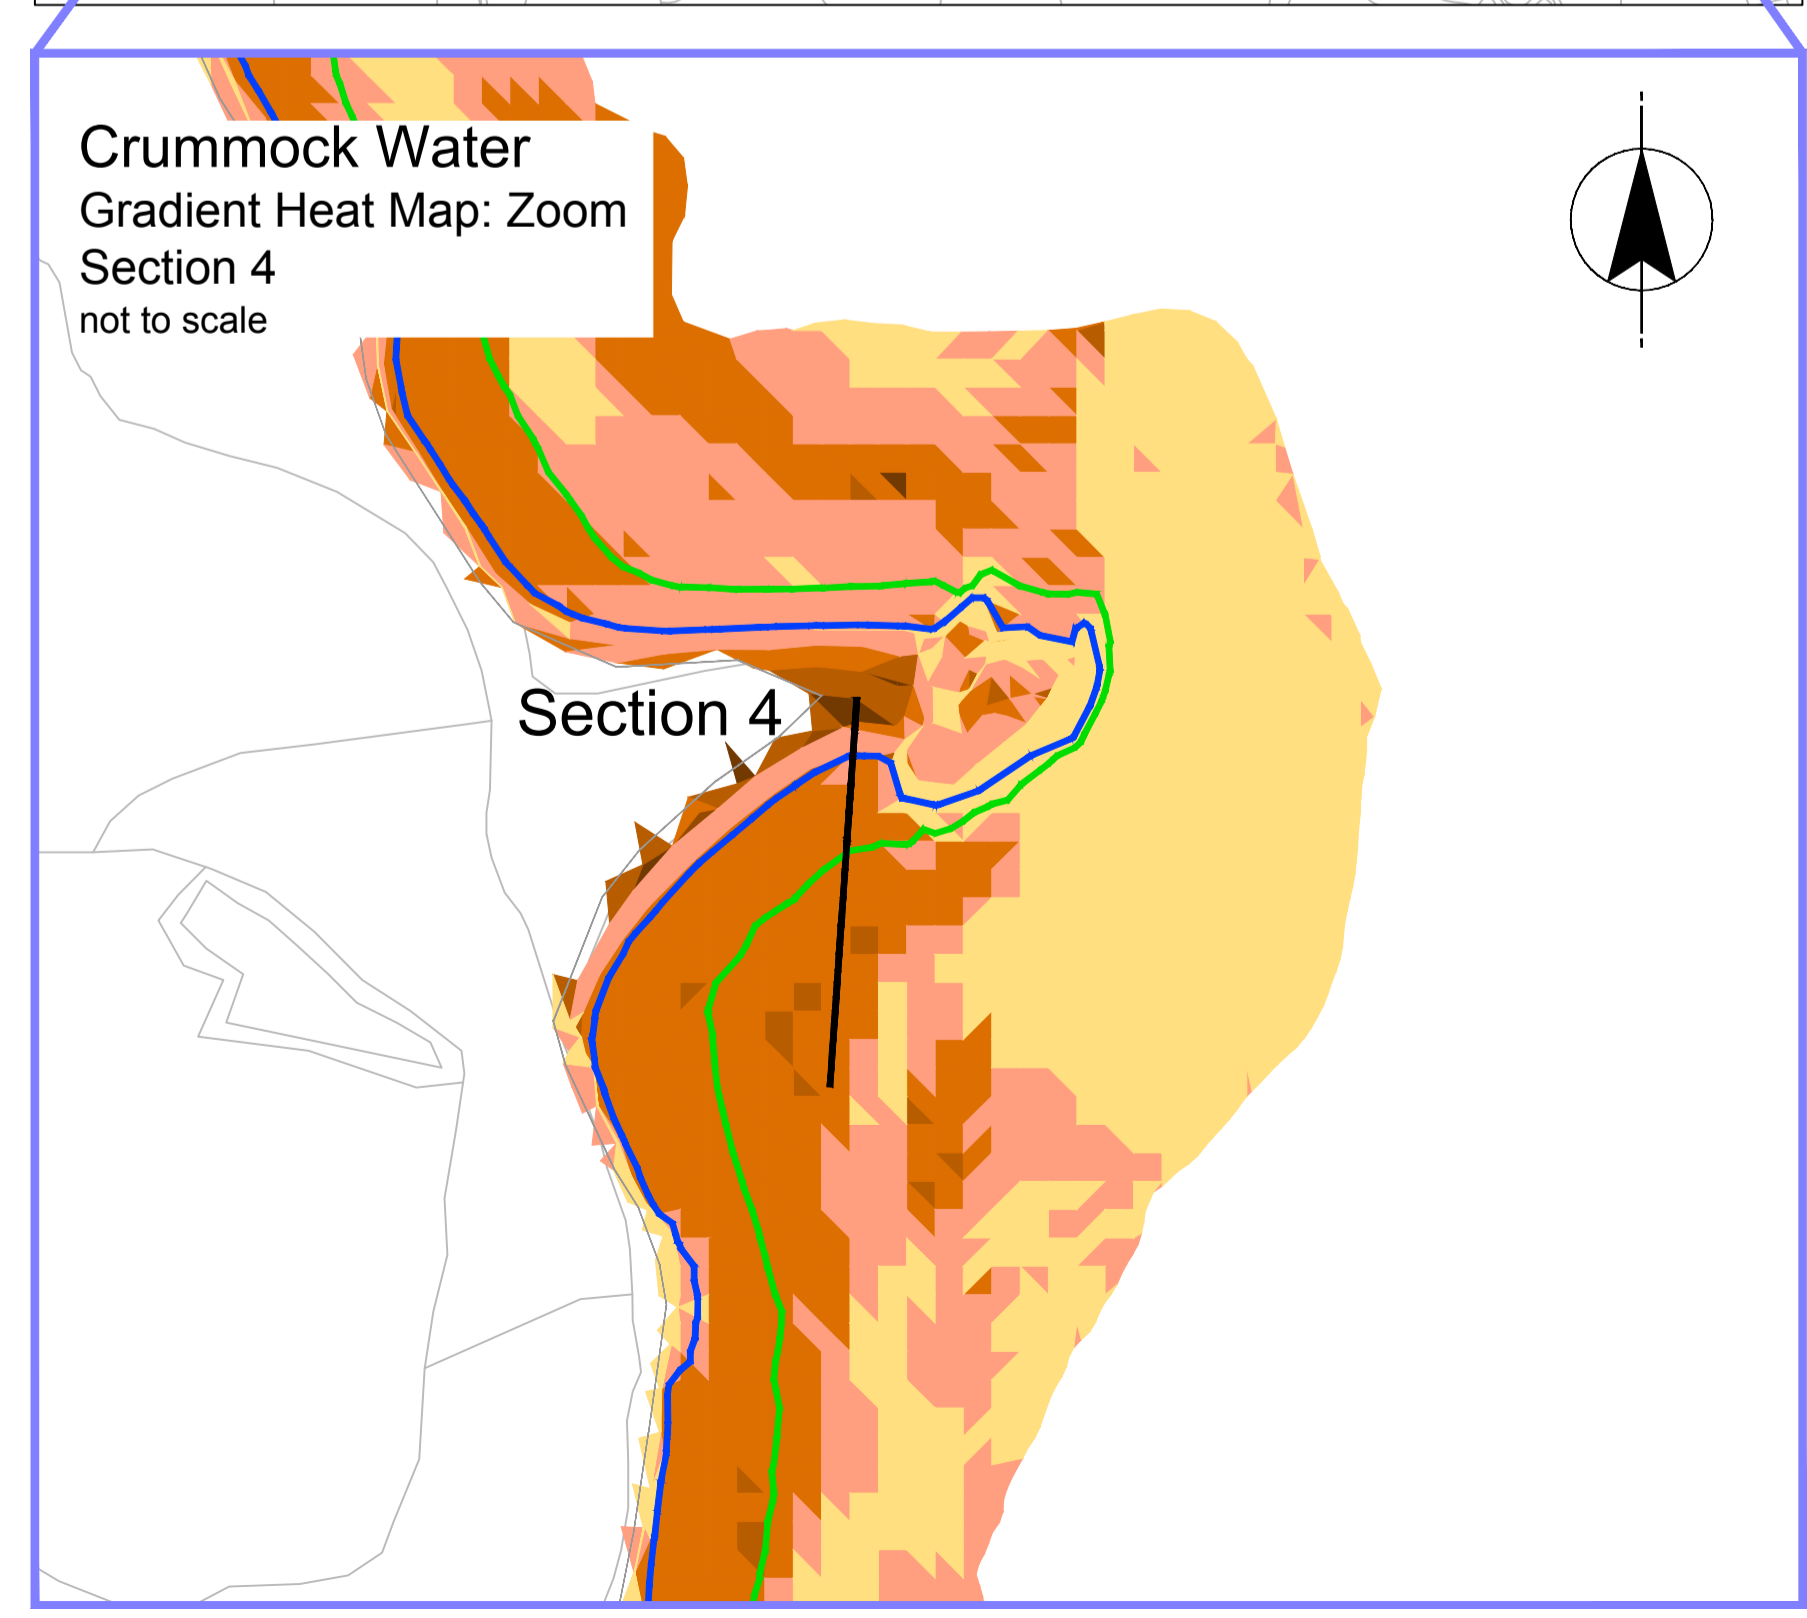 Crummock Water
Gradient Heat Map: Zoom
Section 4
not to scale
Section 4